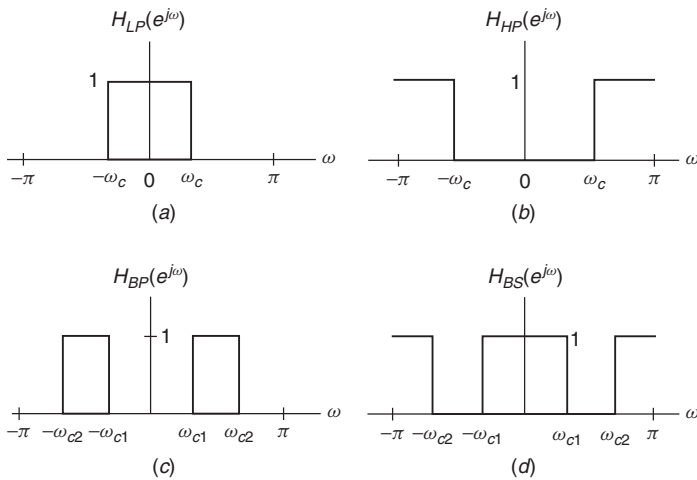 H_LP(e^jω)
1
−π −ω_c 0 ω_c π ω
(a)
H_HP(e^jω)
1
−π −ω_c 0 ω_c π ω
(b)
H_BP(e^jω)
1
−π −ω_c2 −ω_c1 ω_c1 ω_c2 π ω
(c)
H_BS(e^jω)
1
−π −ω_c2 −ω_c1 ω_c1 ω_c2 π ω
(d)